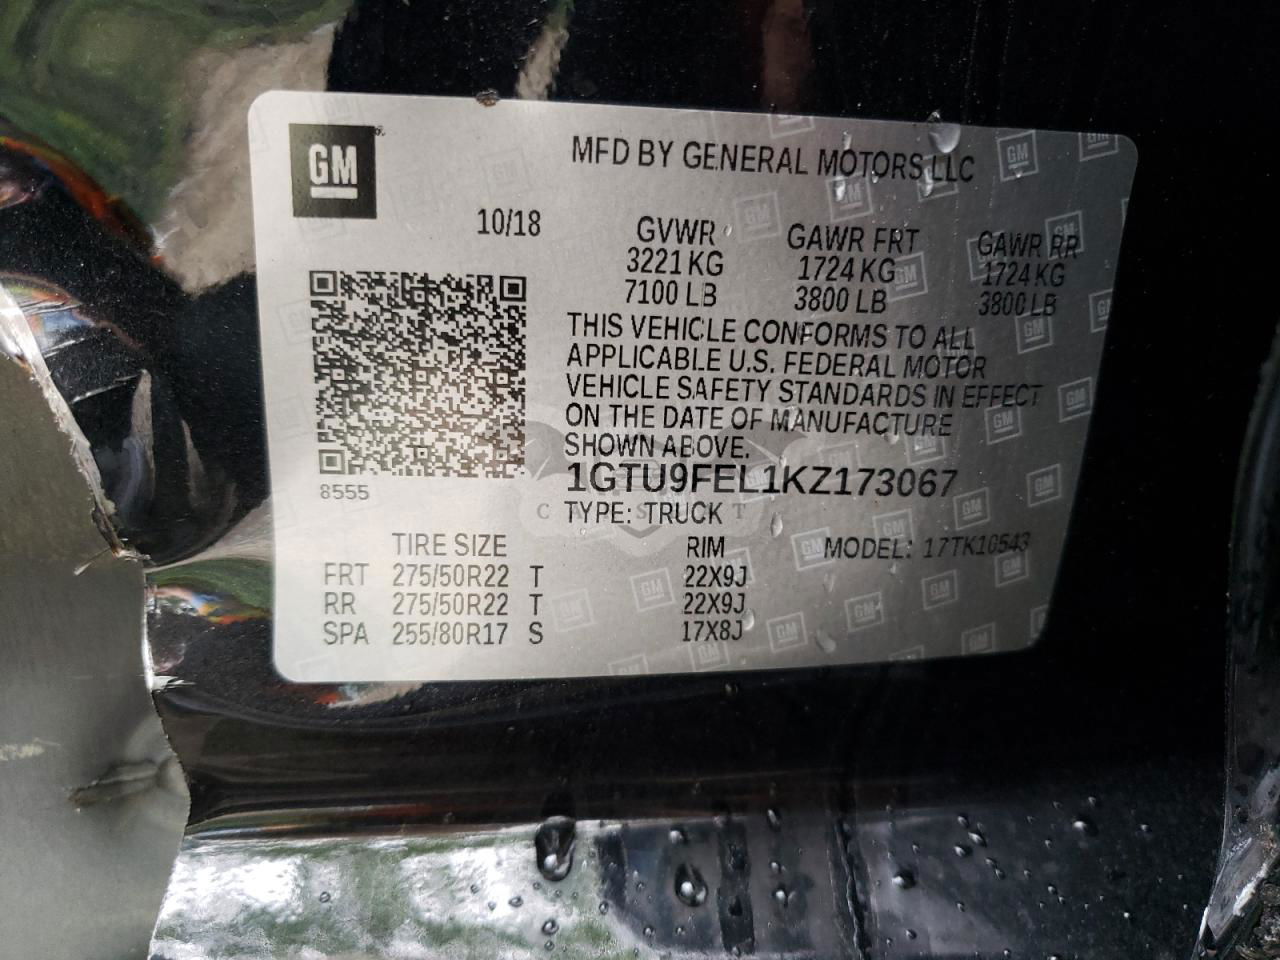 GM
MFD BY GENERAL MOTORS LLC
10/18
GVWR GAWR FRT GAWR RR
3221 KG 1724 KG 1724 KG
7100 LB 3800 LB 3800 LB
THIS VEHICLE CONFORMS TO ALL
APPLICABLE U.S. FEDERAL MOTOR
VEHICLE SAFETY STANDARDS IN EFFECT
ON THE DATE OF MANUFACTURE
SHOWN ABOVE.
8555
1GTU9FEL1KZ173067
TYPE: TRUCK
TIRE SIZE RIM MODEL: 17TK10543
FRT 275/50R22 T 22X9J
RR 275/50R22 T 22X9J
SPA 255/80R17 S 17X8J